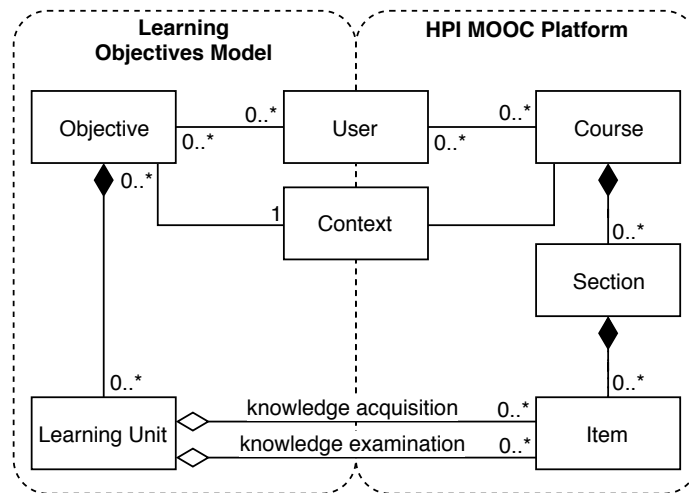 Learning
Objectives Model
HPI MOOC Platform
Objective
0..*
0..*
User
0..*
0..*
Course
0..*
1
Context
0..*
Section
0..*
0..*
Learning Unit
knowledge acquisition
0..*
knowledge examination
0..*
Item